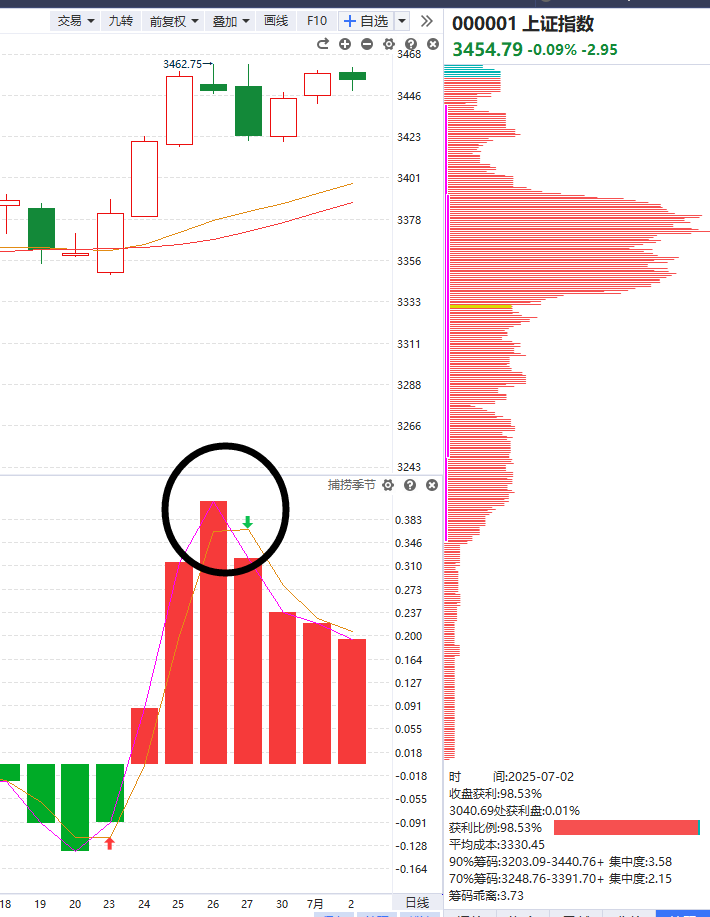 交易 九转 前复权 叠加 画线 F10 +自选
000001 上证指数
3454.79 -0.09% -2.95
3462.75
3468
3446
3423
3401
3378
3356
3333
3311
3288
3266
3243
捕捞季节
0.383
0.346
0.310
0.273
0.237
0.200
0.164
0.127
0.091
0.055
0.018
-0.018
-0.055
-0.091
-0.128
-0.164
18 19 20 23 24 25 26 27 30 7月 2 日线
时 间:2025-07-02
收盘获利:98.53%
3040.69处获利盘:0.01%
获利比例:98.53%
平均成本:3330.45
90%筹码:3203.09-3440.76+ 集中度:3.58
70%筹码:3248.76-3391.70+ 集中度:2.15
筹码乖离:3.73